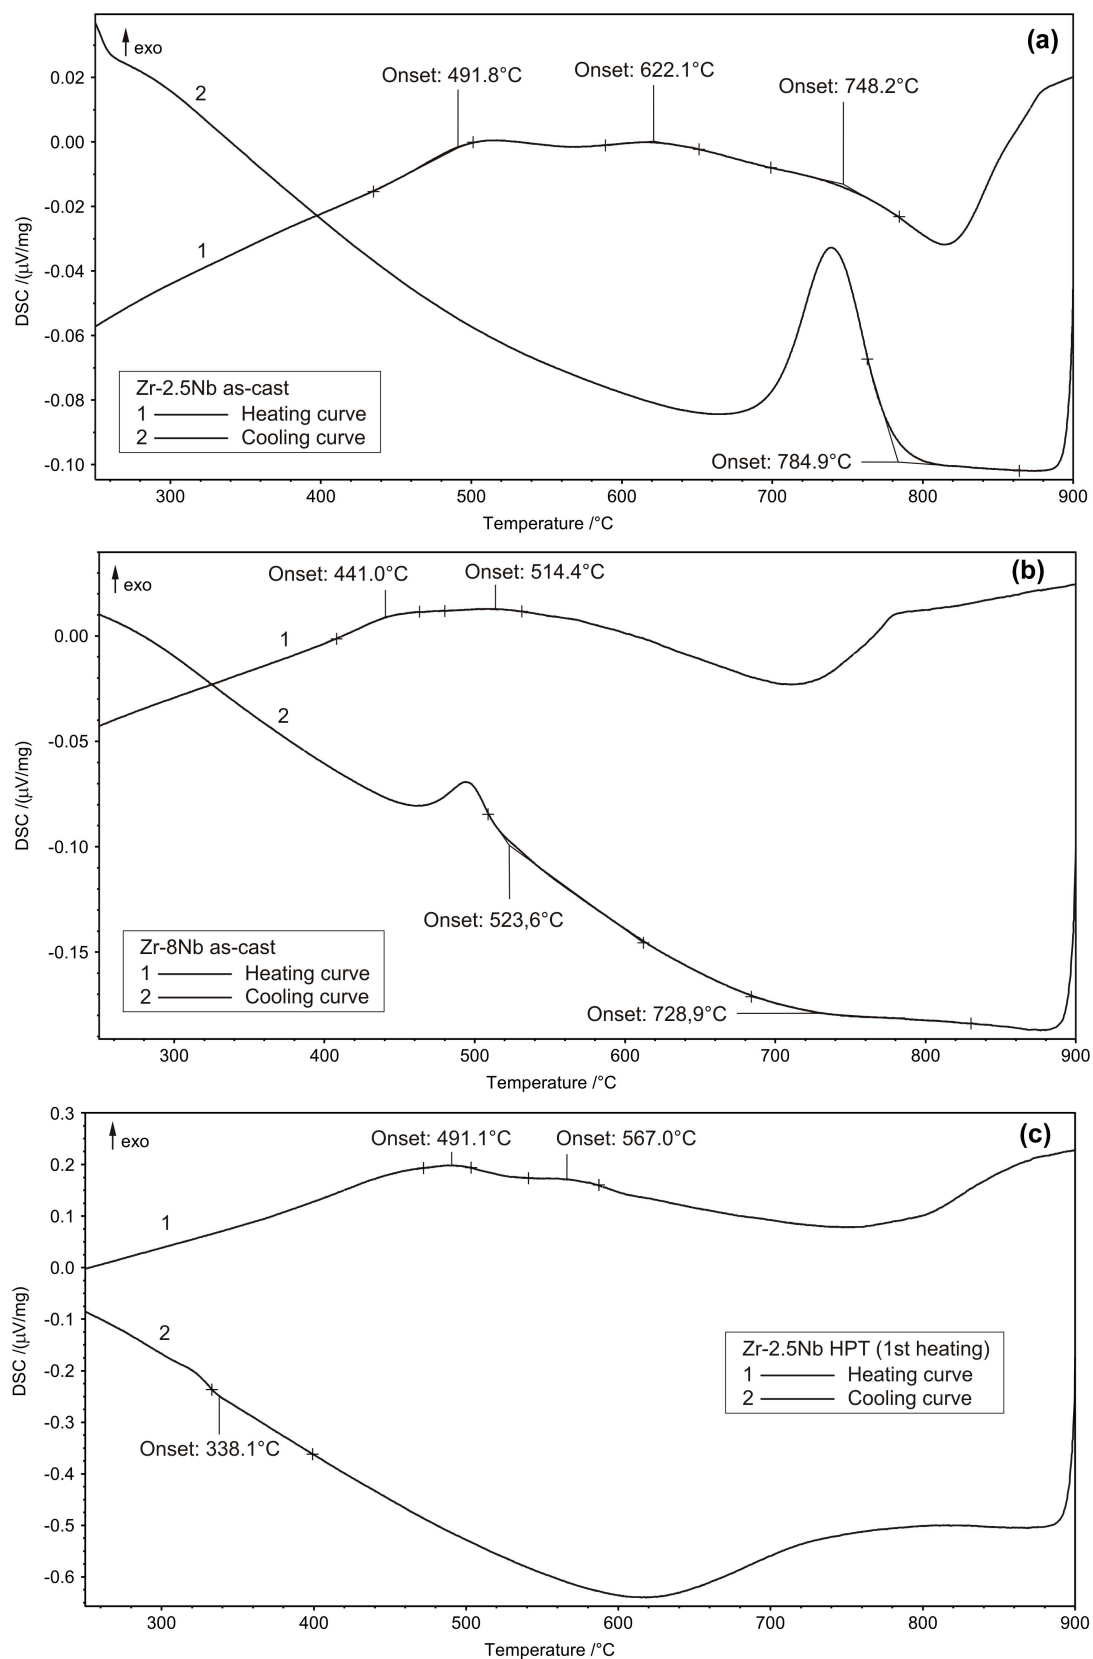 (a)
exo
Onset: 491.8°C
Onset: 622.1°C
Onset: 748.2°C
2
1
0.02
0.00
-0.02
-0.04
-0.06
-0.08
-0.10
DSC /(μV/mg)
Zr-2.5Nb as-cast
1 Heating curve
2 Cooling curve
Onset: 784.9°C
300 400 500 600 700 800 900
Temperature /°C
(b)
exo
Onset: 441.0°C
Onset: 514.4°C
1
2
0.00
-0.05
-0.10
-0.15
DSC /(μV/mg)
Onset: 523,6°C
Zr-8Nb as-cast
1 Heating curve
2 Cooling curve
Onset: 728,9°C
300 400 500 600 700 800 900
Temperature /°C
(c)
exo
Onset: 491.1°C
Onset: 567.0°C
1
2
0.3
0.2
0.1
0.0
-0.1
-0.2
-0.3
-0.4
-0.5
-0.6
DSC /(μV/mg)
Zr-2.5Nb HPT (1st heating)
1 Heating curve
2 Cooling curve
Onset: 338.1°C
300 400 500 600 700 800 900
Temperature /°C